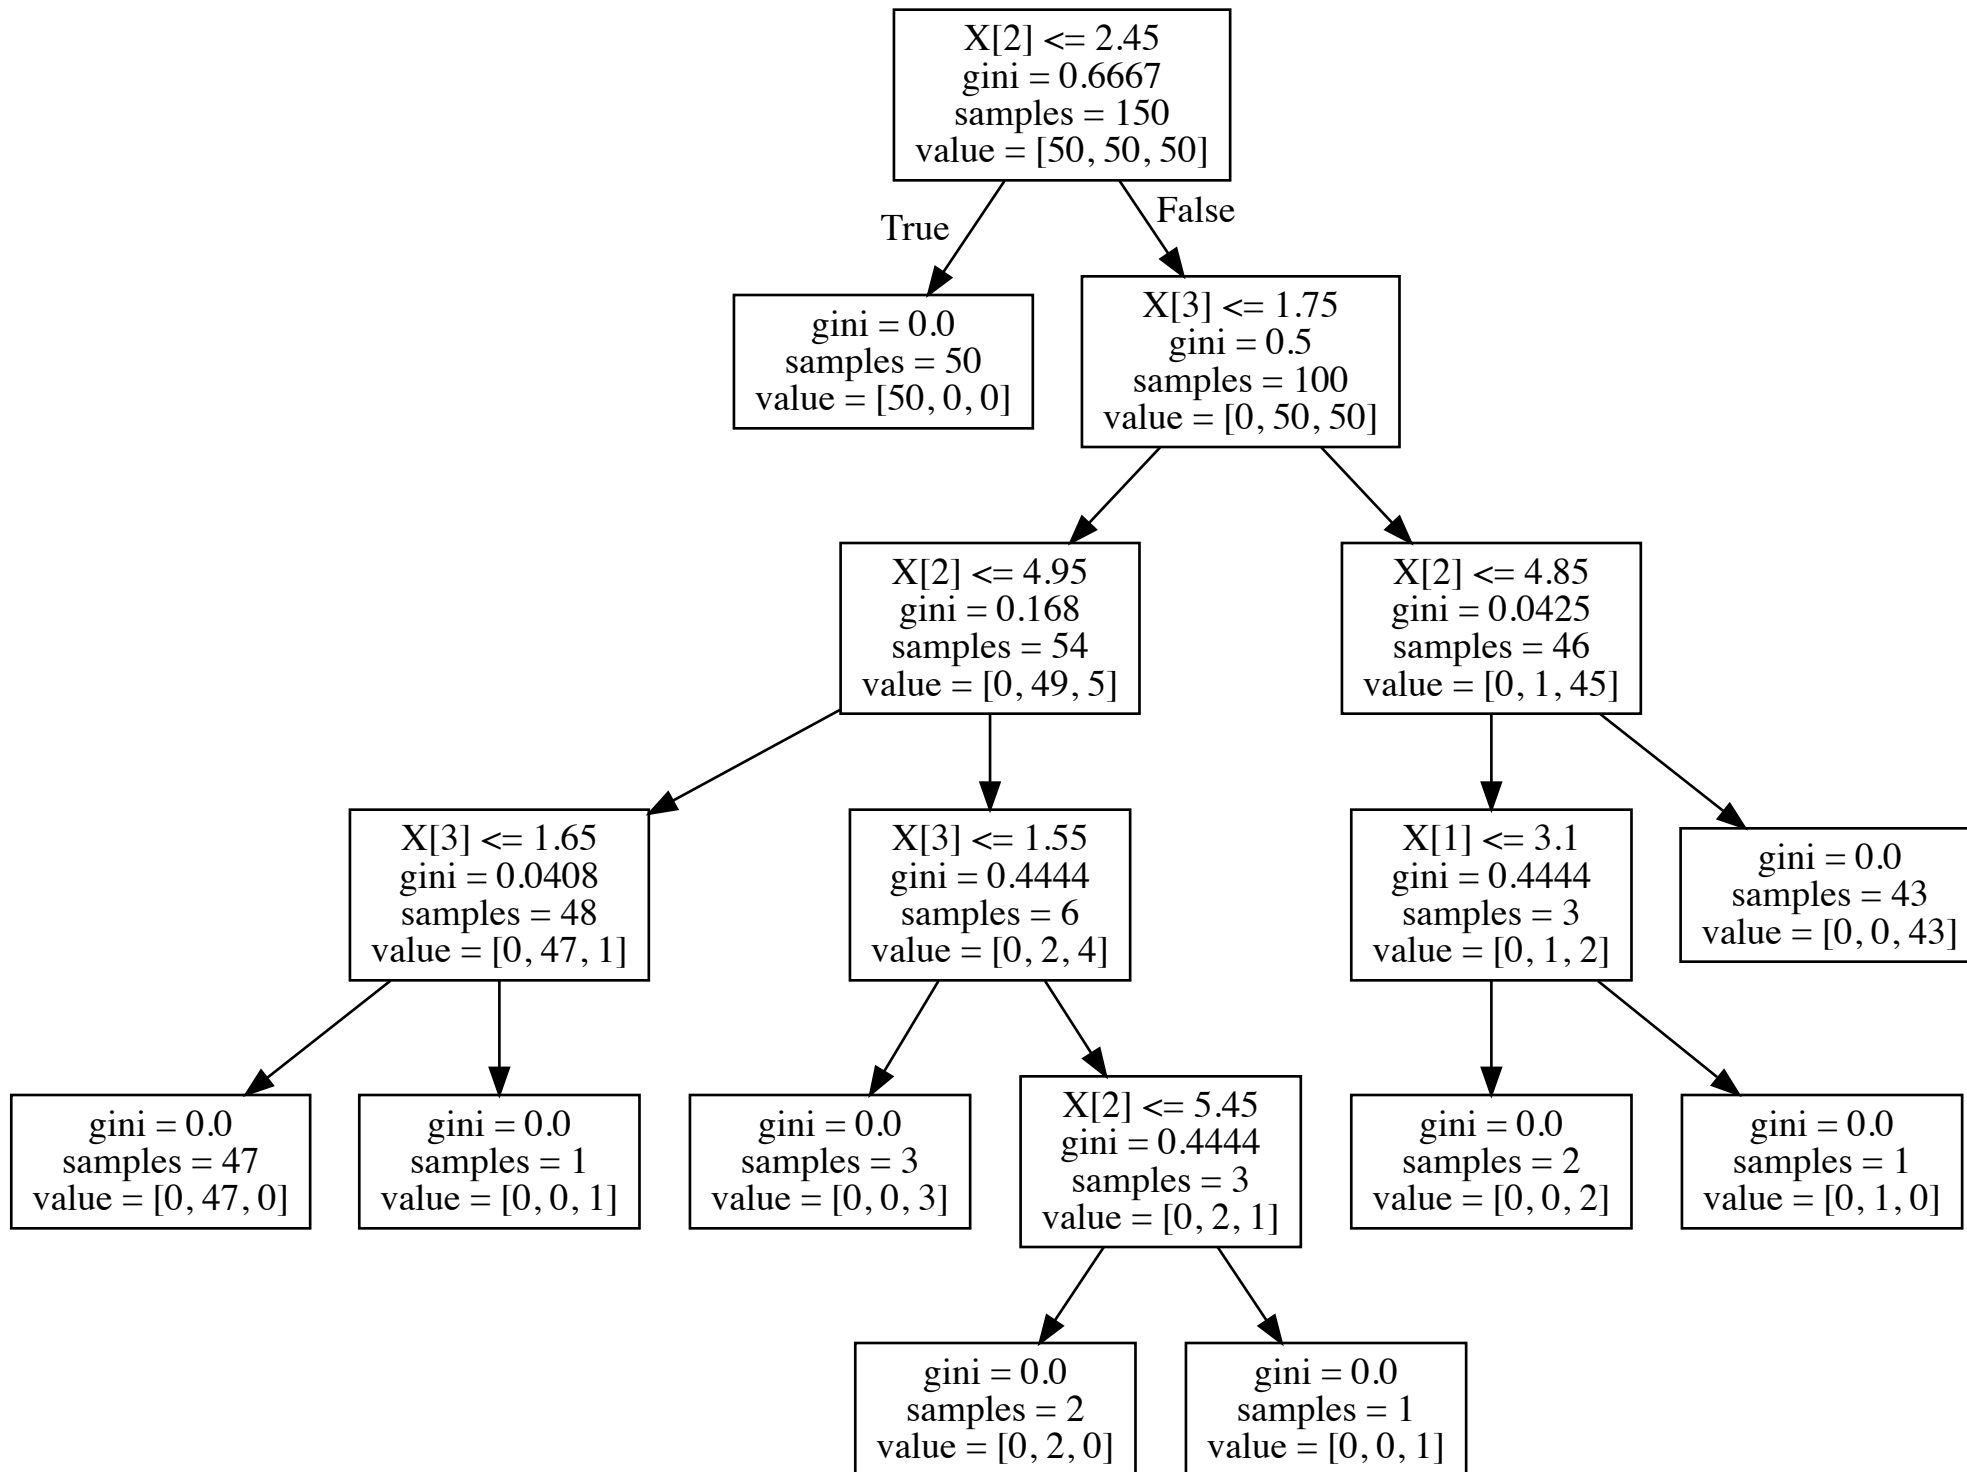 X[2] <= 2.45
gini = 0.6667
samples = 150
value = [50, 50, 50]
True
False
gini = 0.0
samples = 50
value = [50, 0, 0]
X[3] <= 1.75
gini = 0.5
samples = 100
value = [0, 50, 50]
X[2] <= 4.95
gini = 0.168
samples = 54
value = [0, 49, 5]
X[2] <= 4.85
gini = 0.0425
samples = 46
value = [0, 1, 45]
X[3] <= 1.65
gini = 0.0408
samples = 48
value = [0, 47, 1]
X[3] <= 1.55
gini = 0.4444
samples = 6
value = [0, 2, 4]
X[1] <= 3.1
gini = 0.4444
samples = 3
value = [0, 1, 2]
gini = 0.0
samples = 43
value = [0, 0, 43]
gini = 0.0
samples = 47
value = [0, 47, 0]
gini = 0.0
samples = 1
value = [0, 0, 1]
gini = 0.0
samples = 3
value = [0, 0, 3]
X[2] <= 5.45
gini = 0.4444
samples = 3
value = [0, 2, 1]
gini = 0.0
samples = 2
value = [0, 0, 2]
gini = 0.0
samples = 1
value = [0, 1, 0]
gini = 0.0
samples = 2
value = [0, 2, 0]
gini = 0.0
samples = 1
value = [0, 0, 1]